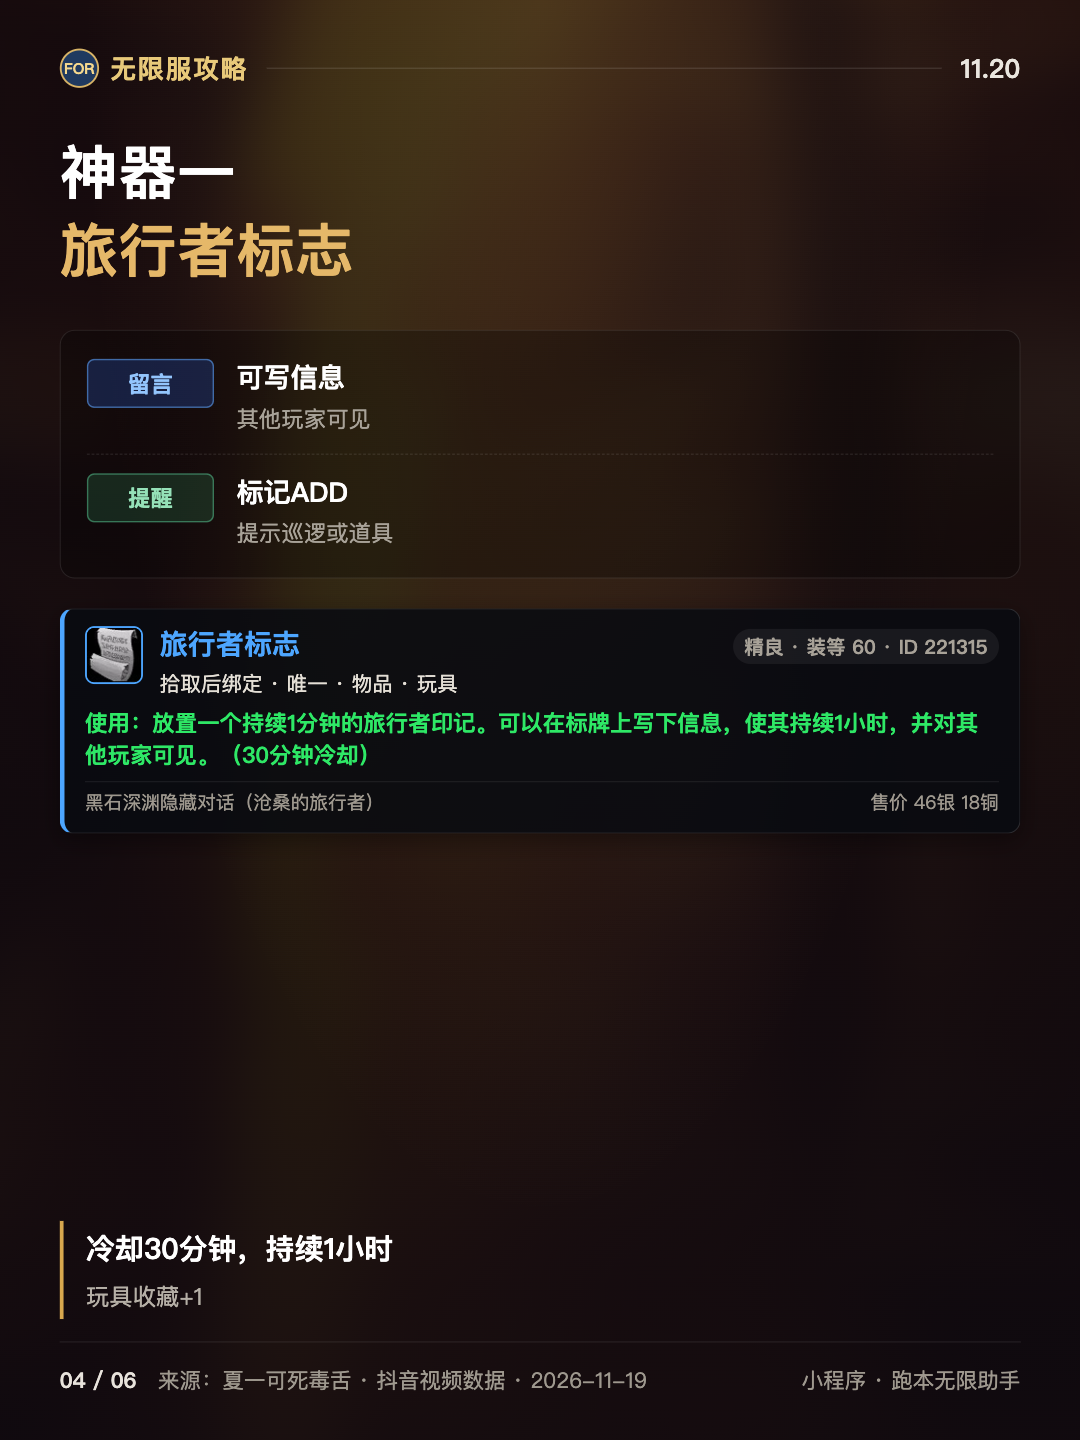 FOR 无限服攻略 11.20
神器一
旅行者标志
留言 可写信息
其他玩家可见
提醒 标记ADD
提示巡逻或道具
旅行者标志 精良 · 装等 60 · ID 221315
拾取后绑定 · 唯一 · 物品 · 玩具
使用：放置一个持续1分钟的旅行者印记。可以在标牌上写下信息，使其持续1小时，并对其
他玩家可见。（30分钟冷却）
黑石深渊隐藏对话（沧桑的旅行者） 售价 46银 18铜
冷却30分钟，持续1小时
玩具收藏+1
04 / 06 来源：夏一可死毒舌 · 抖音视频数据 · 2026-11-19 小程序 · 跑本无限助手